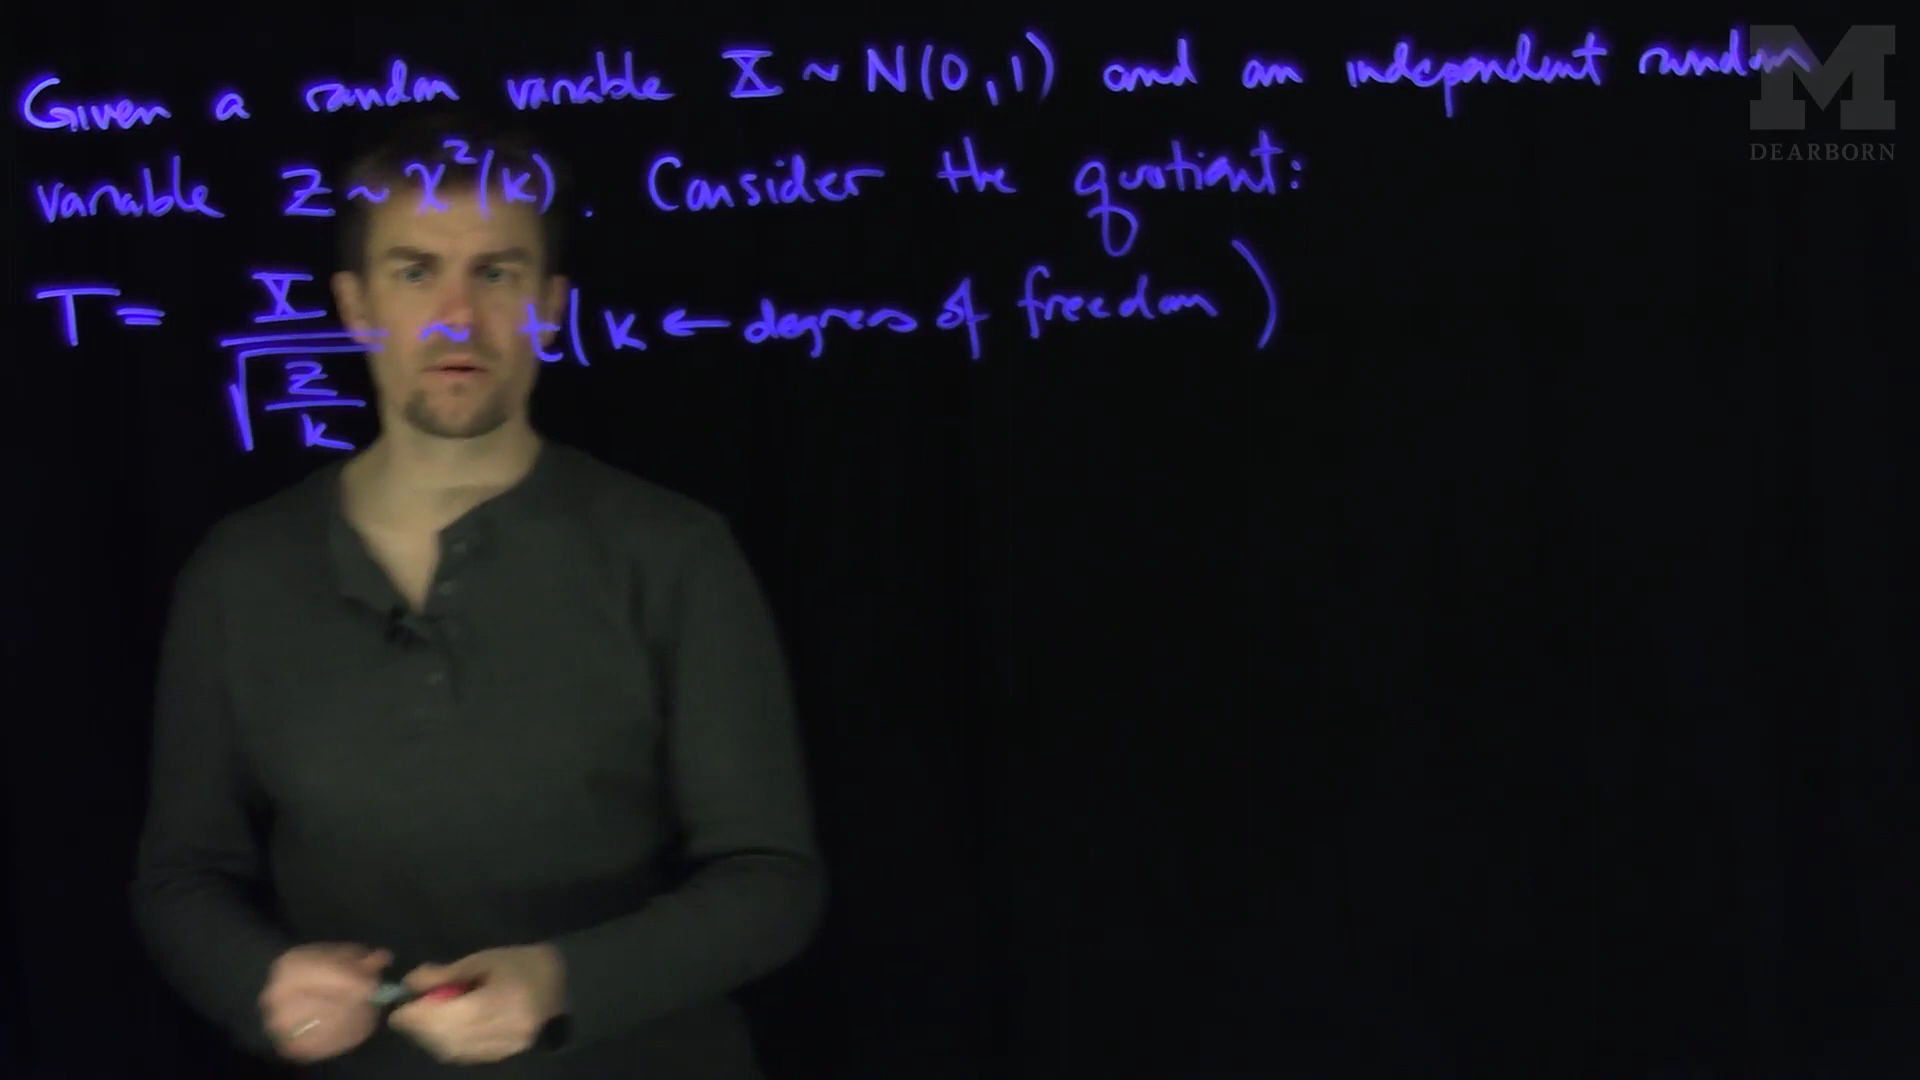 Given a random variable X ~ N(0,1) and an independent random
variable Z ~ χ²(k). Consider the quotient:
T = X / √(Z/k) ~ t(k ← degrees of freedom)
M
DEARBORN